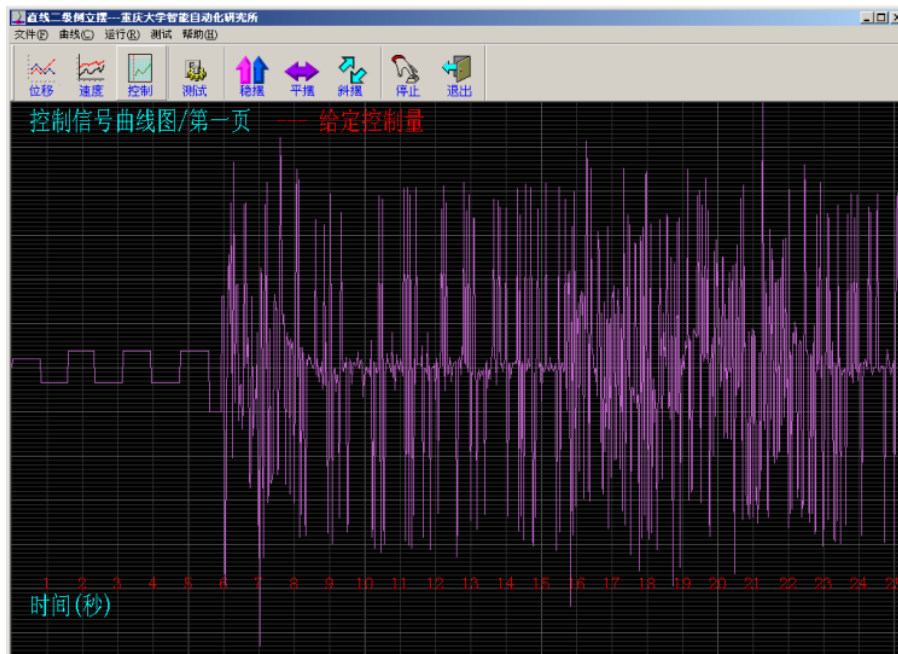 直线二级倒立摆---重庆大学智能自动化研究所
文件(F) 曲线(C) 运行(R) 测试 帮助(H)
位移 速度 控制 测试 稳摆 平摆 斜摆 停止 退出
控制信号曲线图/第一页 --- 给定控制量
1 2 3 4 5 6 7 8 9 10 11 12 13 14 15 16 17 18 19 20 21 22 23 24 25
时间(秒)